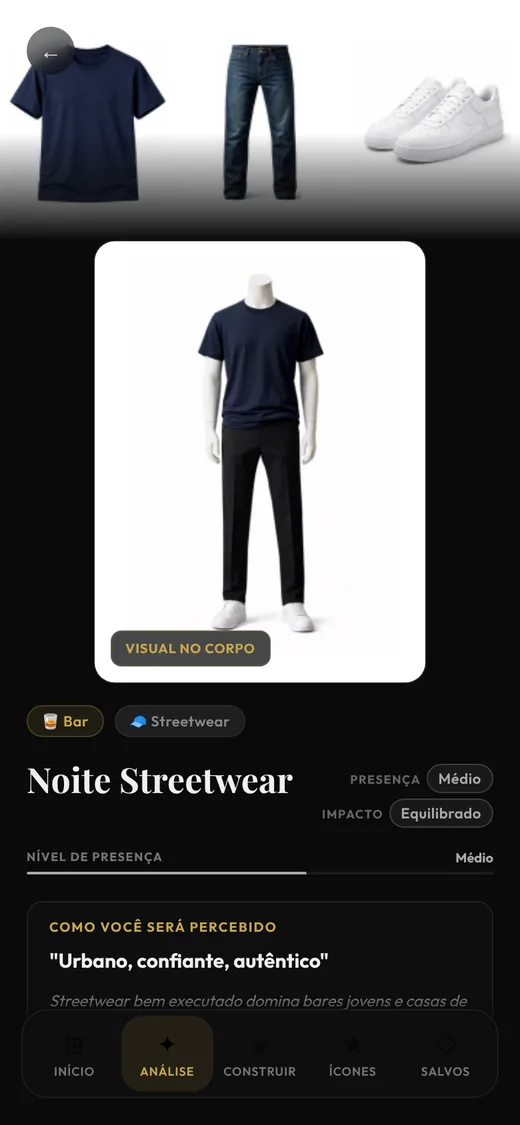 ←
VISUAL NO CORPO
🥃 Bar
🧢 Streetwear
Noite Streetwear
PRESENÇA Médio
IMPACTO Equilibrado
NÍVEL DE PRESENÇA Médio
COMO VOCÊ SERÁ PERCEBIDO
"Urbano, confiante, autêntico"
Streetwear bem executado domina bares jovens e casas de
INÍCIO ANÁLISE CONSTRUIR ÍCONES SALVOS